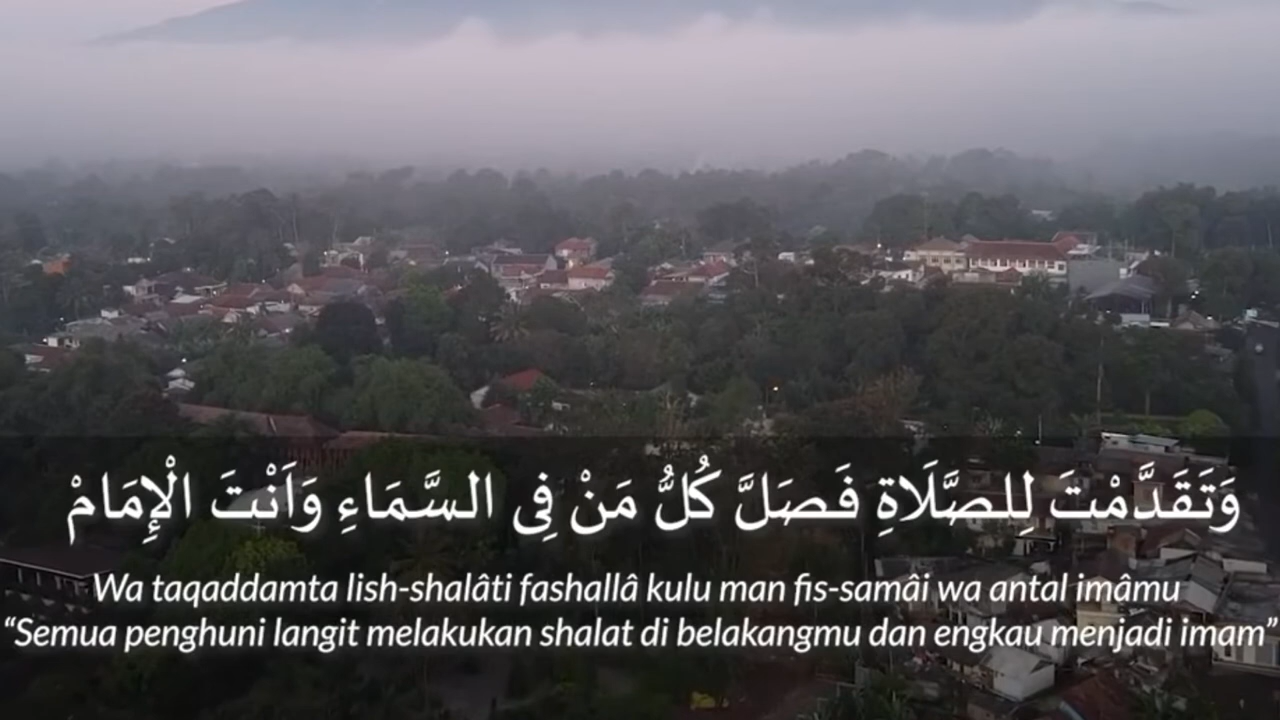 وَتَقَدَّمْتَ لِلصَّلَاةِ فَصَلَّ كُلُّ مَنْ فِى السَّمَاءِ وَاَنْتَ الْإِمَامْ
Wa taqaddamta lish-shalâti fashallâ kulu man fis-samâi wa antal imâmu
“Semua penghuni langit melakukan shalat di belakangmu dan engkau menjadi imam”